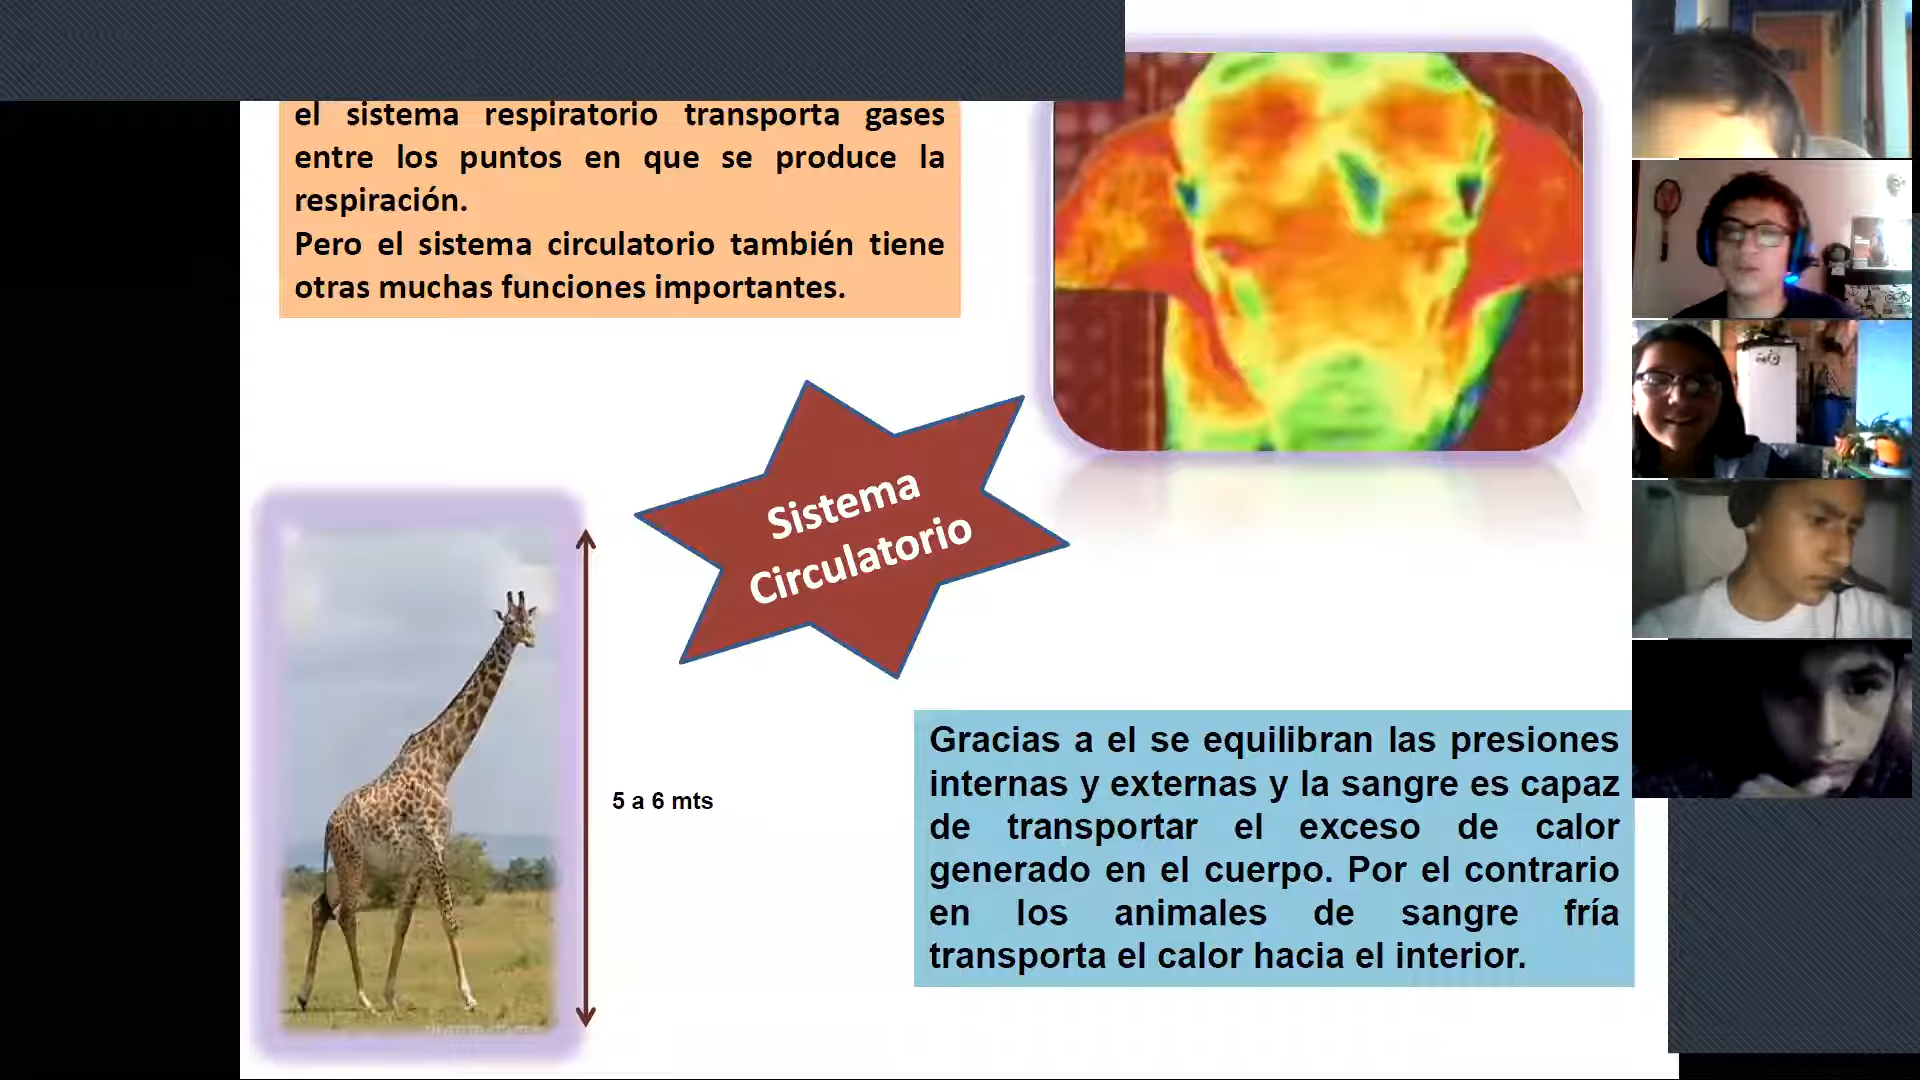 el sistema respiratorio transporta gases
entre los puntos en que se produce la
respiración.
Pero el sistema circulatorio también tiene
otras muchas funciones importantes.
Sistema
Circulatorio
5 a 6 mts
Gracias a el se equilibran las presiones
internas y externas y la sangre es capaz
de transportar el exceso de calor
generado en el cuerpo. Por el contrario
en los animales de sangre fría
transporta el calor hacia el interior.